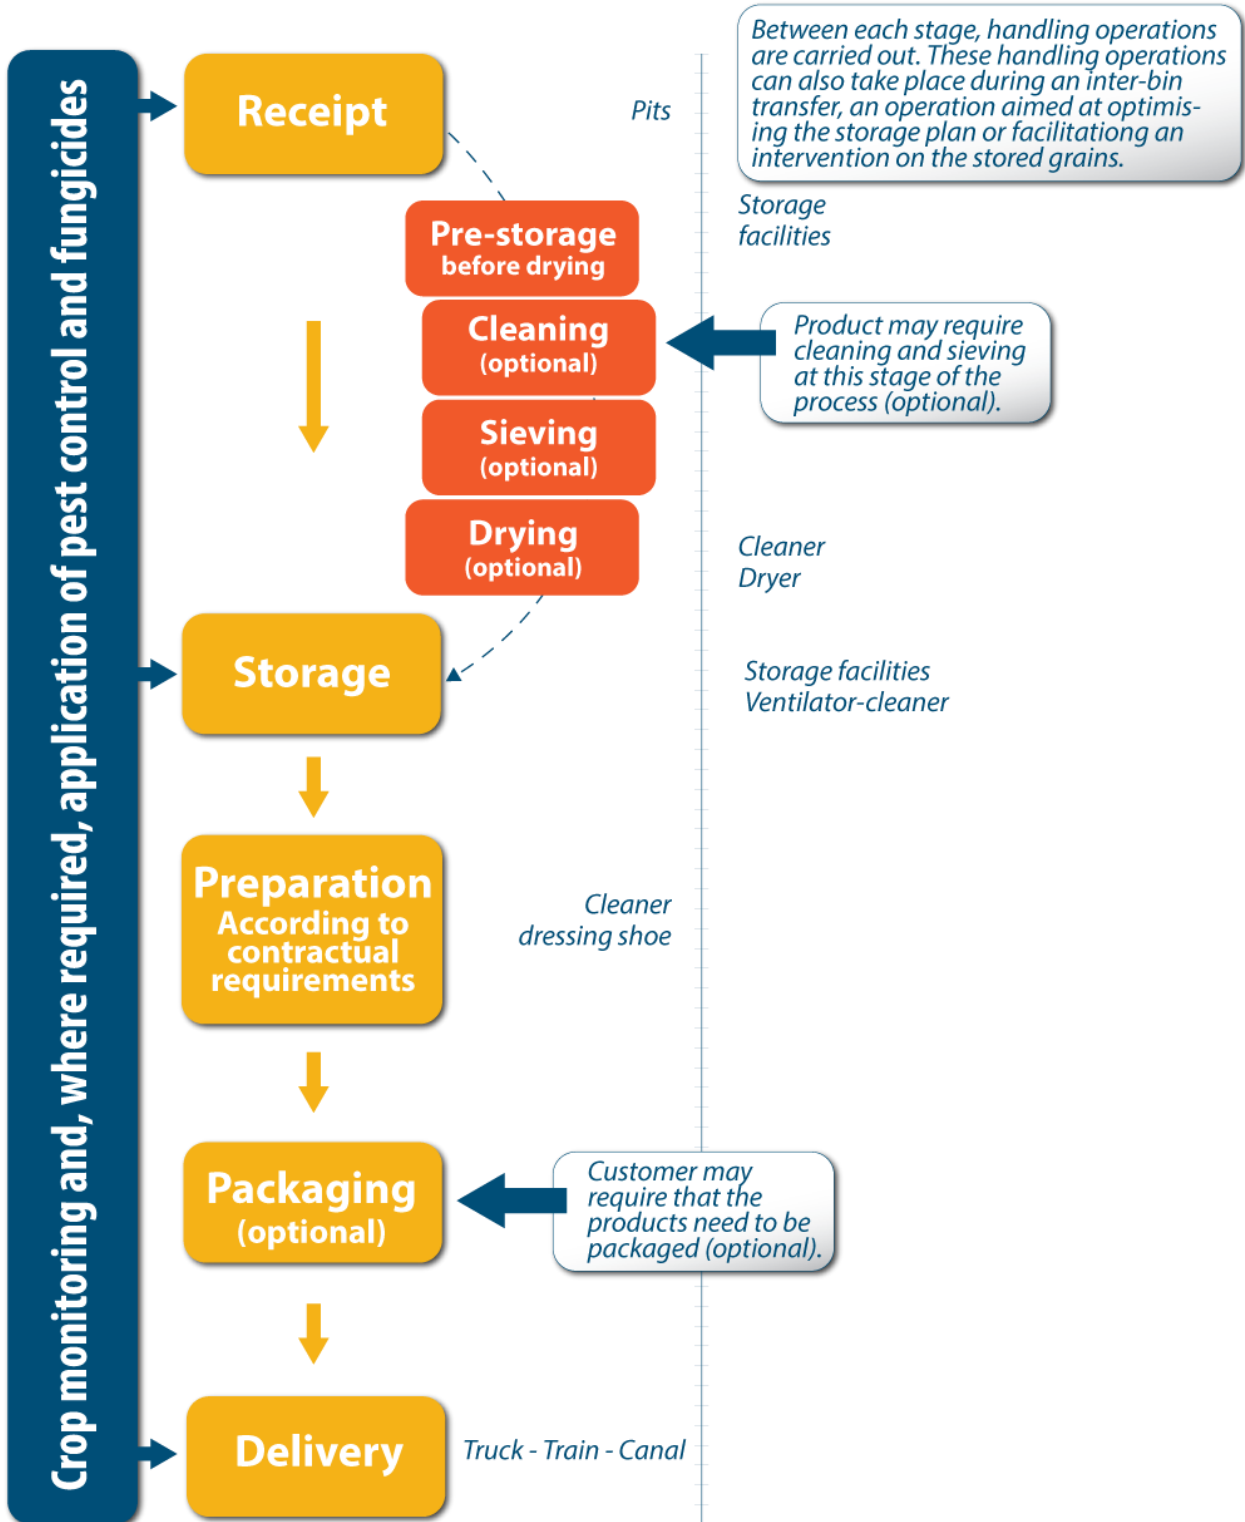 Crop monitoring and, where required, application of pest control and fungicides
Receipt
Pits
Between each stage, handling operations
are carried out. These handling operations
can also take place during an inter-bin
transfer, an operation aimed at optimis-
ing the storage plan or facilitationg an
intervention on the stored grains.
Pre-storage
before drying
Storage
facilities
Cleaning
(optional)
Product may require
cleaning and sieving
at this stage of the
process (optional).
Sieving
(optional)
Drying
(optional)
Cleaner
Dryer
Storage
Storage facilities
Ventilator-cleaner
Preparation
According to
contractual
requirements
Cleaner
dressing shoe
Packaging
(optional)
Customer may
require that the
products need to be
packaged (optional).
Delivery
Truck - Train - Canal